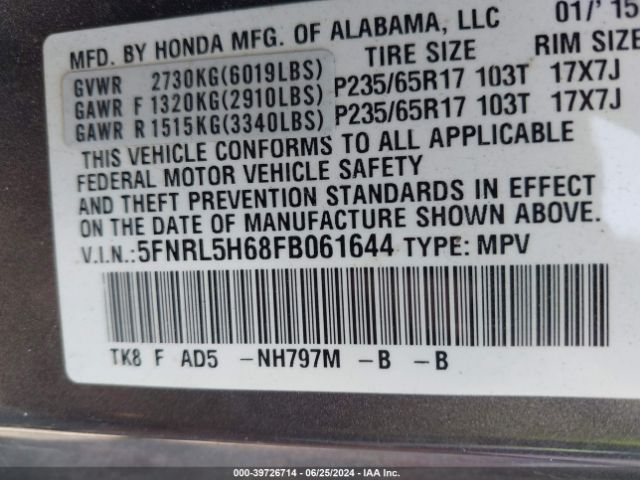 MFD. BY HONDA MFG. OF ALABAMA, LLC 01/'15
TIRE SIZE RIM SIZE
GVWR 2730KG(6019LBS)
GAWR F 1320KG(2910LBS) P235/65R17 103T 17X7J
GAWR R 1515KG(3340LBS) P235/65R17 103T 17X7J
THIS VEHICLE CONFORMS TO ALL APPLICABLE
FEDERAL MOTOR VEHICLE SAFETY
AND THEFT PREVENTION STANDARDS IN EFFECT
ON THE DATE OF MANUFACTURE SHOWN ABOVE.
V.I.N.:5FNRL5H68FB061644 TYPE: MPV
TK8 F AD5 -NH797M -B -B
000-39726714 - 06/25/2024 - IAAI.com